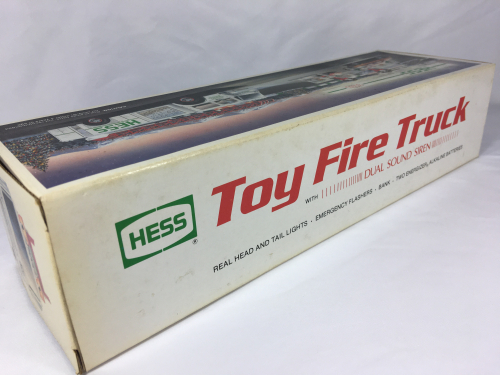 HESS
Toy Fire Truck
WITH DUAL SOUND SIREN
HESS®
REAL HEAD AND TAIL LIGHTS · EMERGENCY FLASHERS · BANK · TWO ENERGIZER® ALKALINE BATTERIES